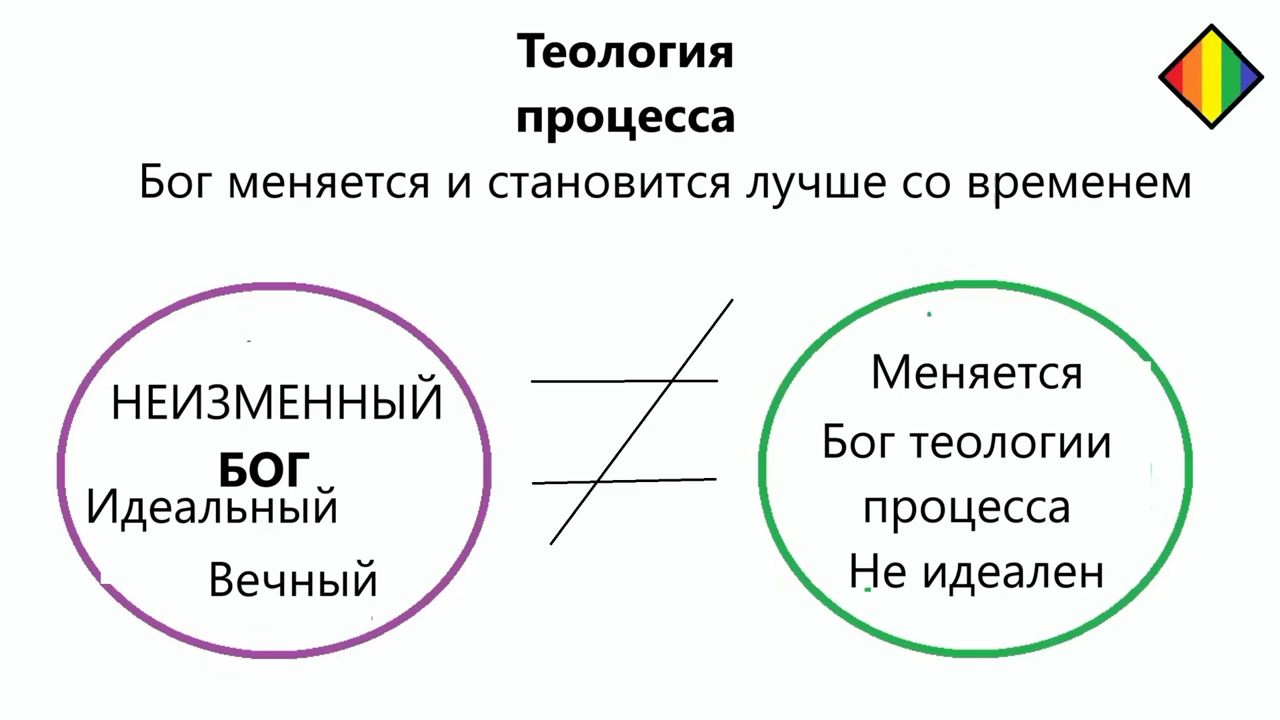 Теология
процесса
Бог меняется и становится лучше со временем
НЕИЗМЕННЫЙ
БОГ
Идеальный
Вечный
Меняется
Бог теологии
процесса
Не идеален